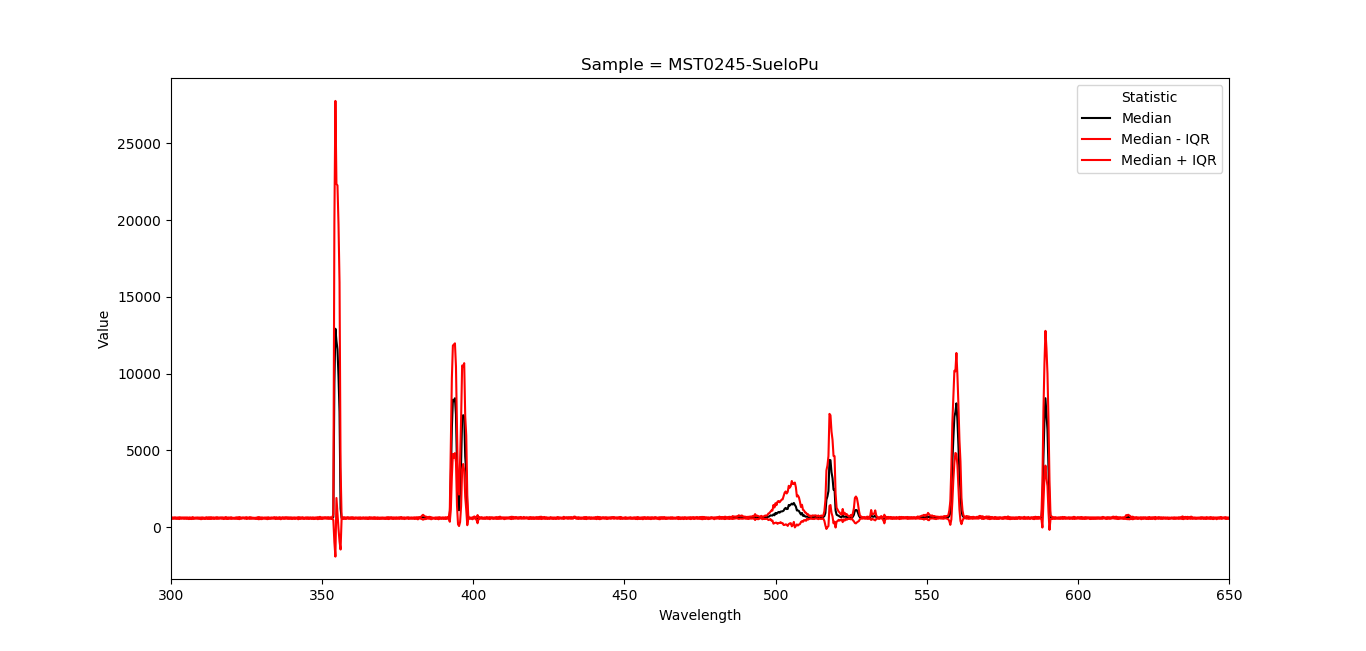 Sample = MST0245-SueloPu
Statistic
Median
Median - IQR
Median + IQR
Value
25000
20000
15000
10000
5000
0
300 350 400 450 500 550 600 650
Wavelength